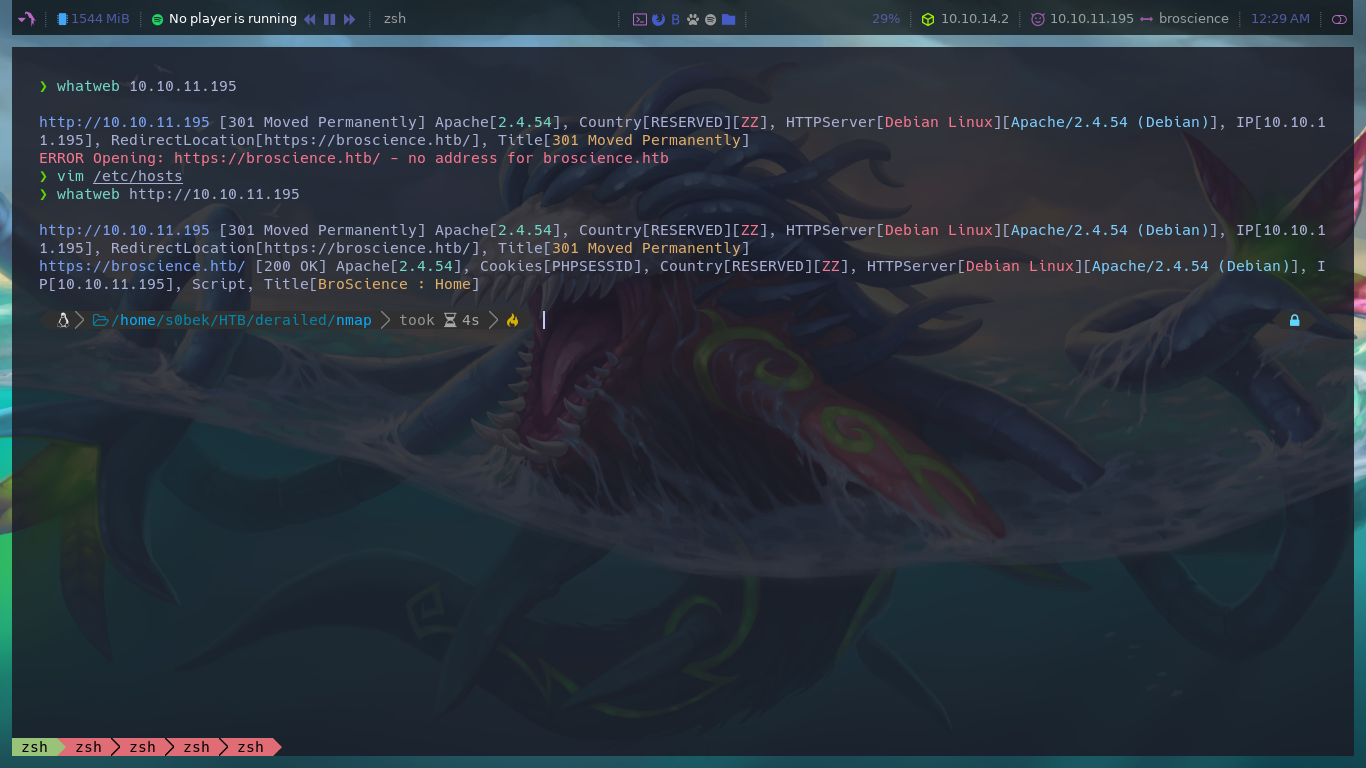 1544 MiB No player is running zsh B 29% 10.10.14.2 10.10.11.195 broscience 12:29 AM
❯ whatweb 10.10.11.195
http://10.10.11.195 [301 Moved Permanently] Apache[2.4.54], Country[RESERVED][ZZ], HTTPServer[Debian Linux][Apache/2.4.54 (Debian)], IP[10.10.1
1.195], RedirectLocation[https://broscience.htb/], Title[301 Moved Permanently]
ERROR Opening: https://broscience.htb/ - no address for broscience.htb
❯ vim /etc/hosts
❯ whatweb http://10.10.11.195
http://10.10.11.195 [301 Moved Permanently] Apache[2.4.54], Country[RESERVED][ZZ], HTTPServer[Debian Linux][Apache/2.4.54 (Debian)], IP[10.10.1
1.195], RedirectLocation[https://broscience.htb/], Title[301 Moved Permanently]
https://broscience.htb/ [200 OK] Apache[2.4.54], Cookies[PHPSESSID], Country[RESERVED][ZZ], HTTPServer[Debian Linux][Apache/2.4.54 (Debian)], I
P[10.10.11.195], Script, Title[BroScience : Home]
/home/s0bek/HTB/derailed/nmap took 4s
zsh zsh zsh zsh zsh